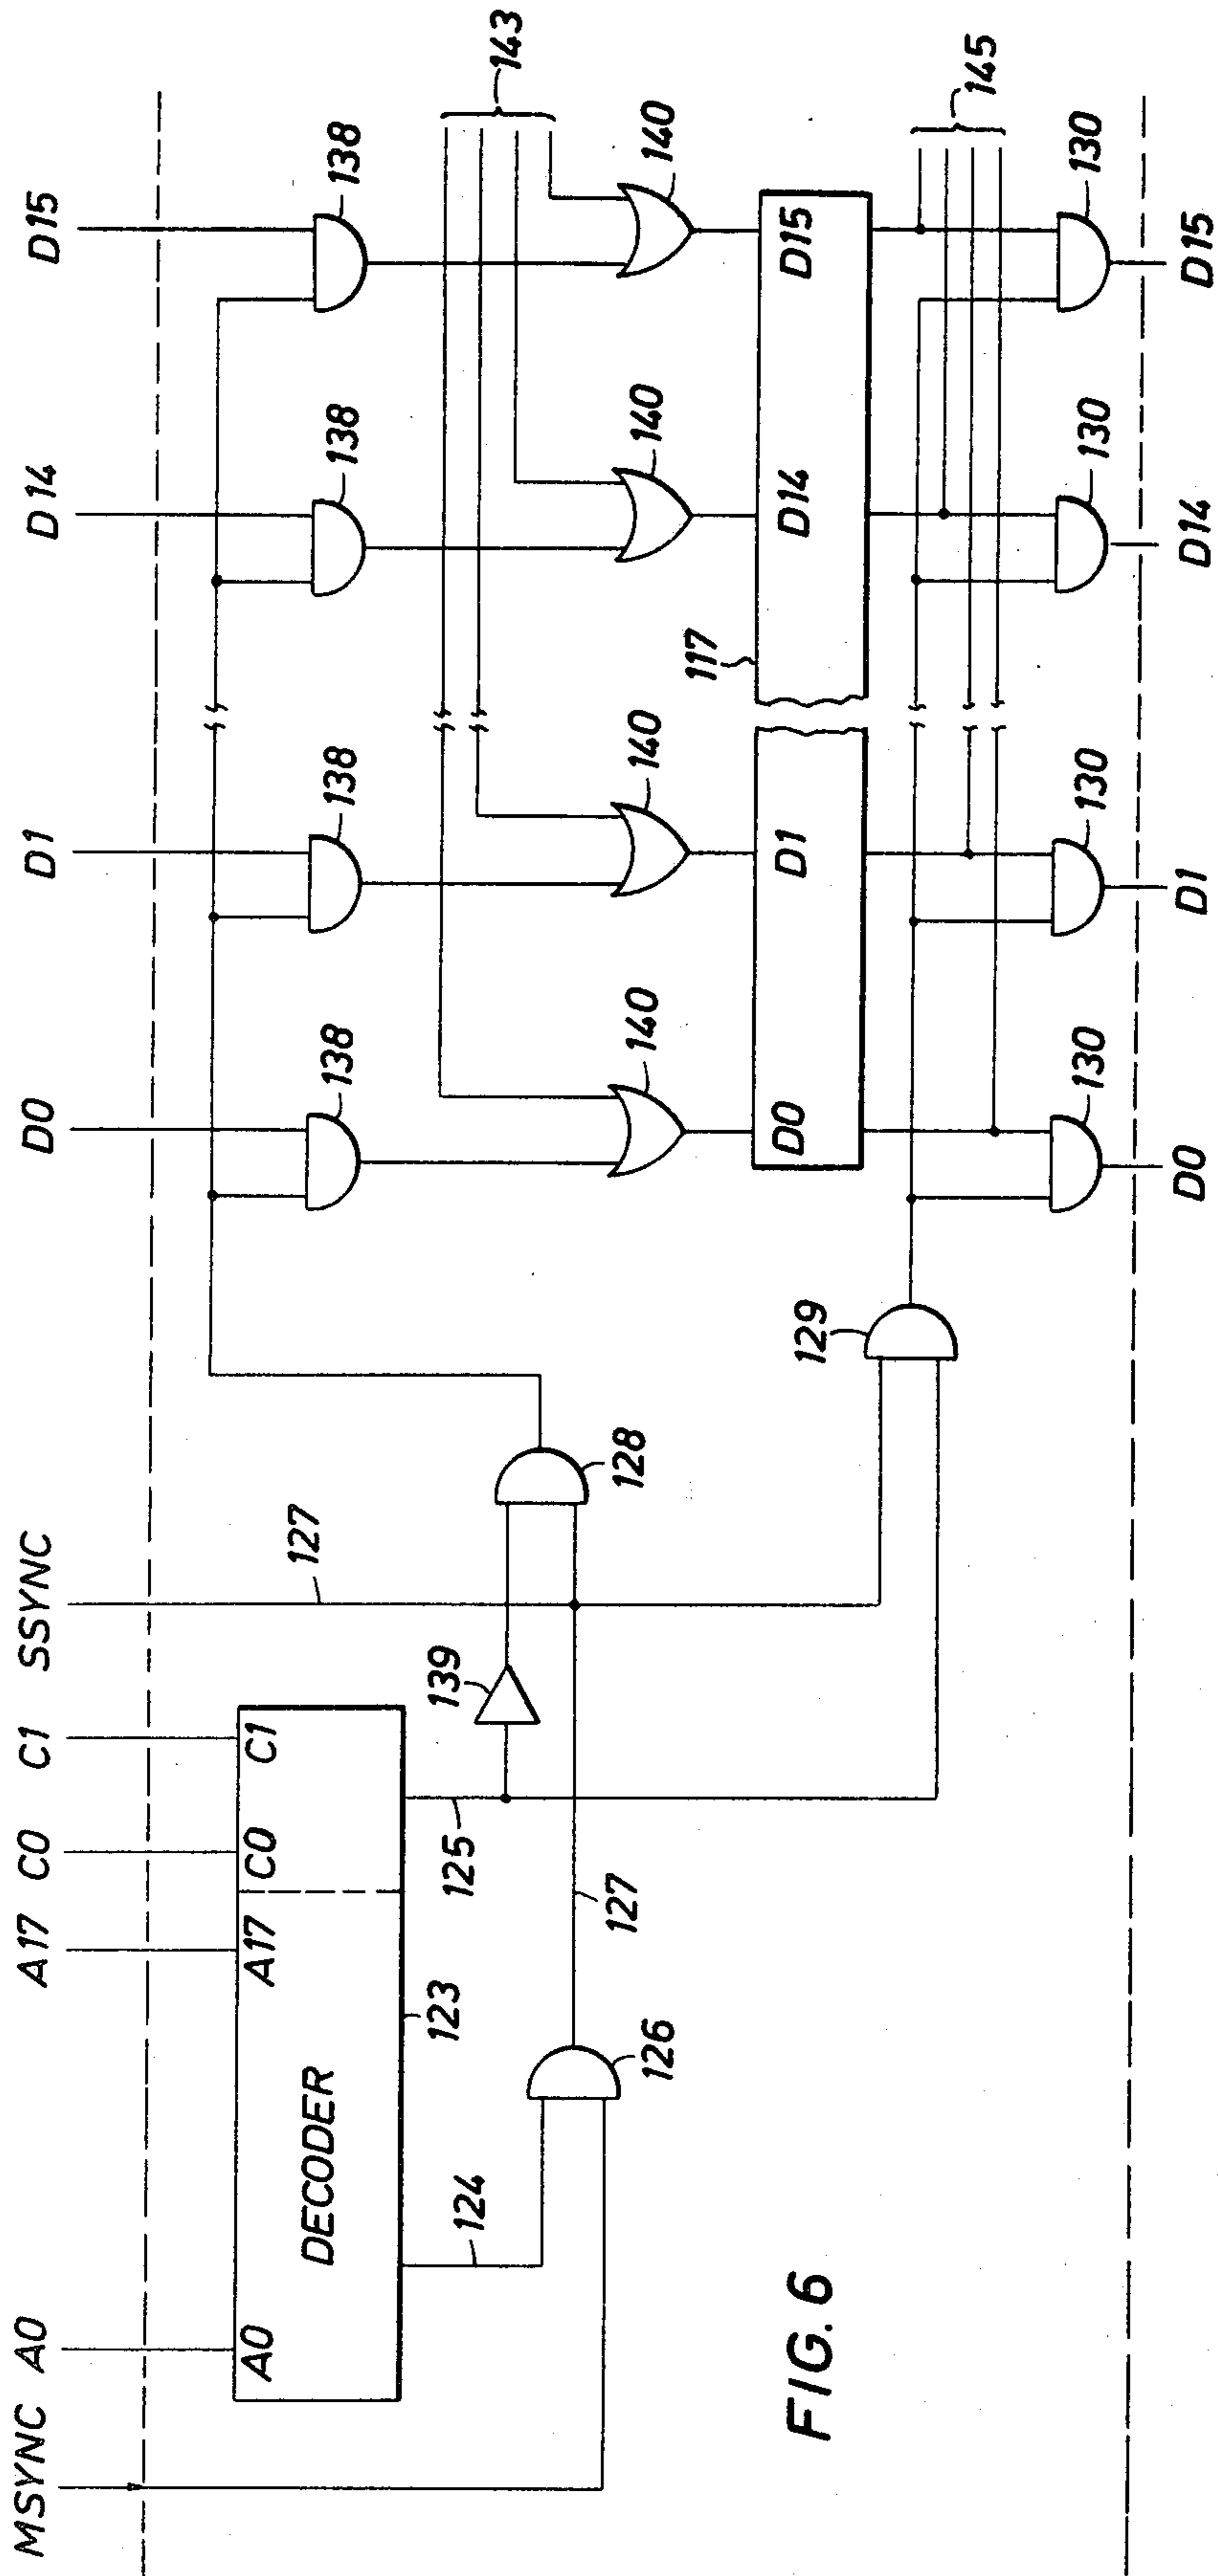 MSYNC A0 A17 C0 C1 SSYNC D0 D1 D14 D15
A0 A17 C0 C1
DECODER
123
124
125
126
127
127
139
128
129
138 138 138 138
143
140 140 140 140
117
D0 D1 D14 D15
145
130 130 130 130
D0 D1 D14 D15
FIG. 6